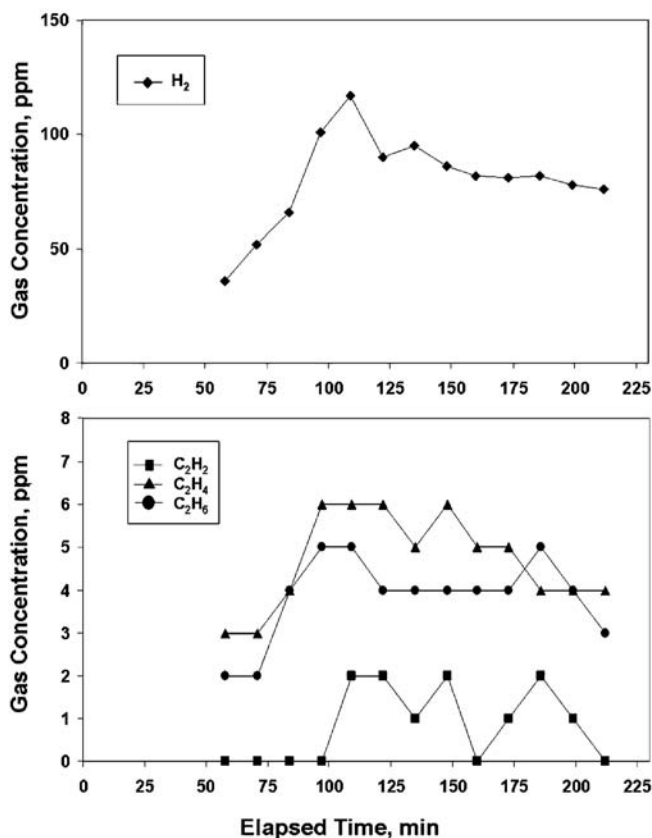 150
H₂
100
50
0
Gas Concentration, ppm
0 25 50 75 100 125 150 175 200 225
8
C₂H₂
C₂H₄
C₂H₆
7
6
5
4
3
2
1
0
Gas Concentration, ppm
0 25 50 75 100 125 150 175 200 225
Elapsed Time, min